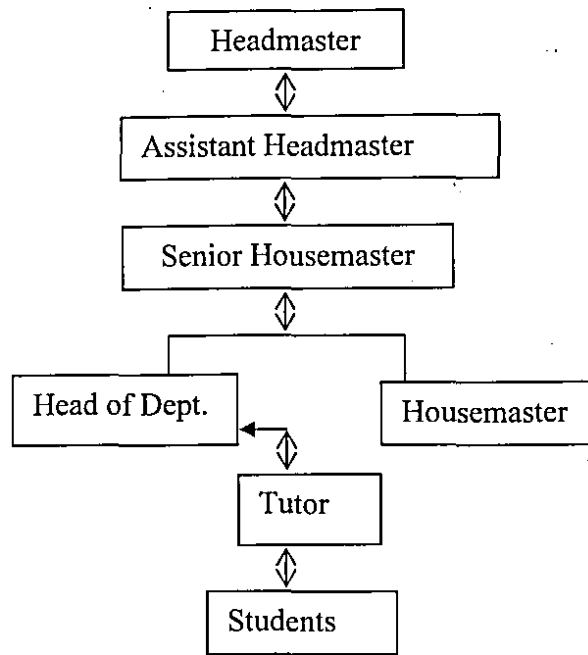 Headmaster
Assistant Headmaster
Senior Housemaster
Head of Dept.
Housemaster
Tutor
Students